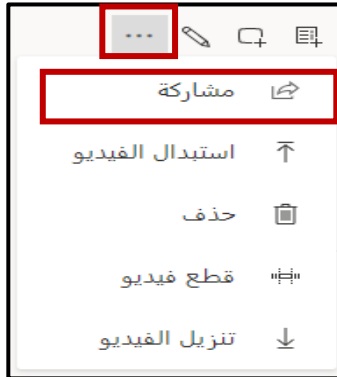 مشاركة
استبدال الفيديو
حذف
قطع فيديو
تنزيل الفيديو